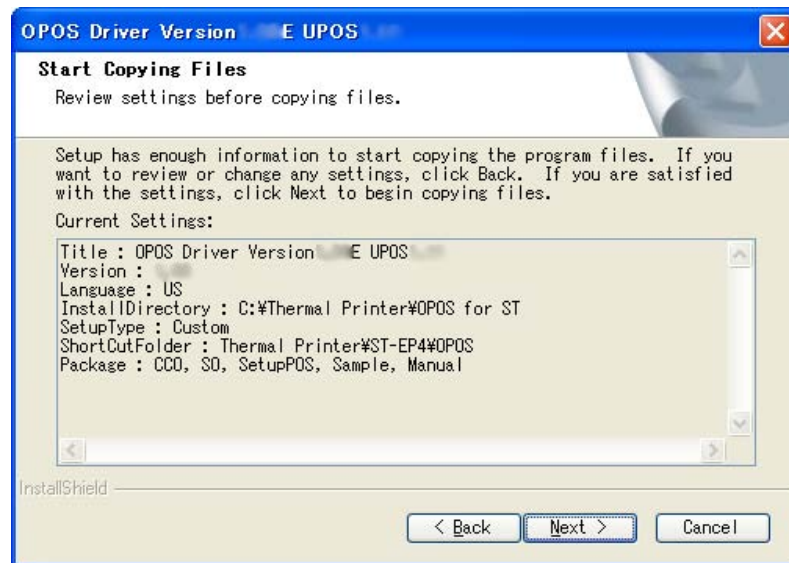 OPOS Driver Version E UPOS
Start Copying Files
Review settings before copying files.
Setup has enough information to start copying the program files. If you
want to review or change any settings, click Back. If you are satisfied
with the settings, click Next to begin copying files.
Current Settings:
Title : OPOS Driver Version E UPOS
Version :
Language : US
InstallDirectory : C:¥Thermal Printer¥OPOS for ST
SetupType : Custom
ShortCutFolder : Thermal Printer¥ST-EP4¥OPOS
Package : CCO, SO, SetupPOS, Sample, Manual
InstallShield
< Back
Next >
Cancel